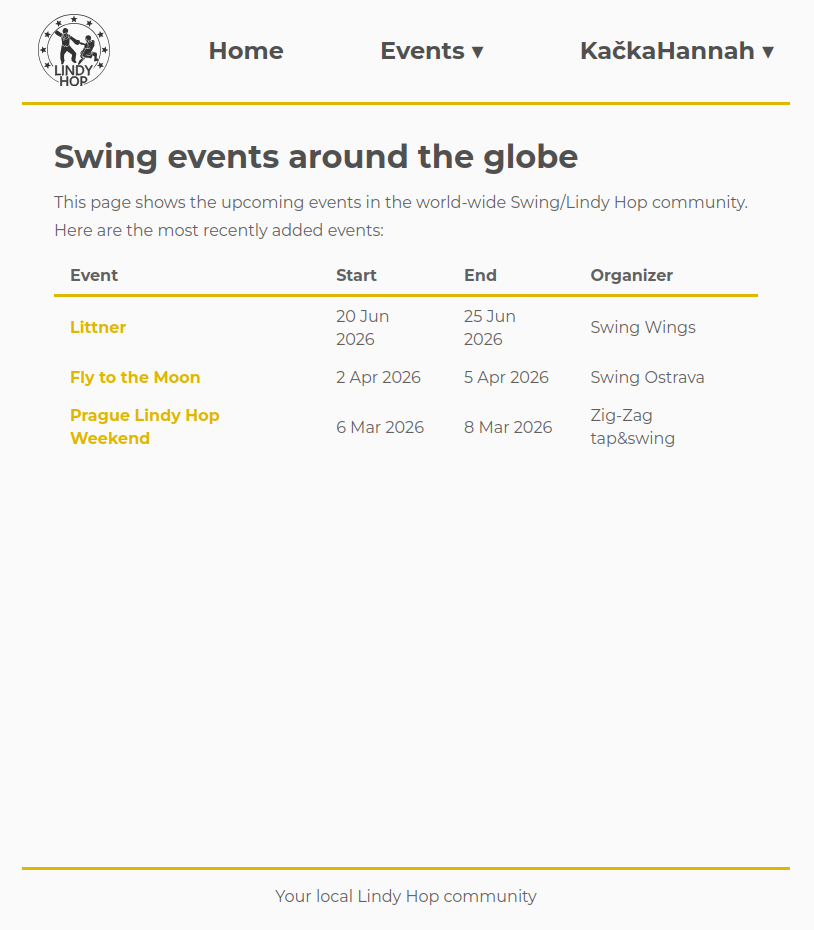 LINDY
HOP
Home
Events ▾
KačkaHannah ▾
Swing events around the globe
This page shows the upcoming events in the world-wide Swing/Lindy Hop community.
Here are the most recently added events:
Event Start End Organizer
Littner 20 Jun 2026 25 Jun 2026 Swing Wings
Fly to the Moon 2 Apr 2026 5 Apr 2026 Swing Ostrava
Prague Lindy Hop Weekend 6 Mar 2026 8 Mar 2026 Zig-Zag tap&swing
Your local Lindy Hop community